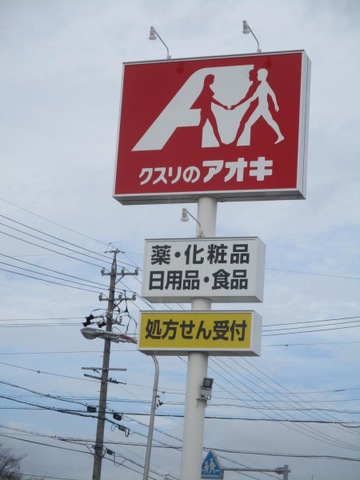 クスリのアオキ
薬・化粧品
日用品・食品
処方せん受付